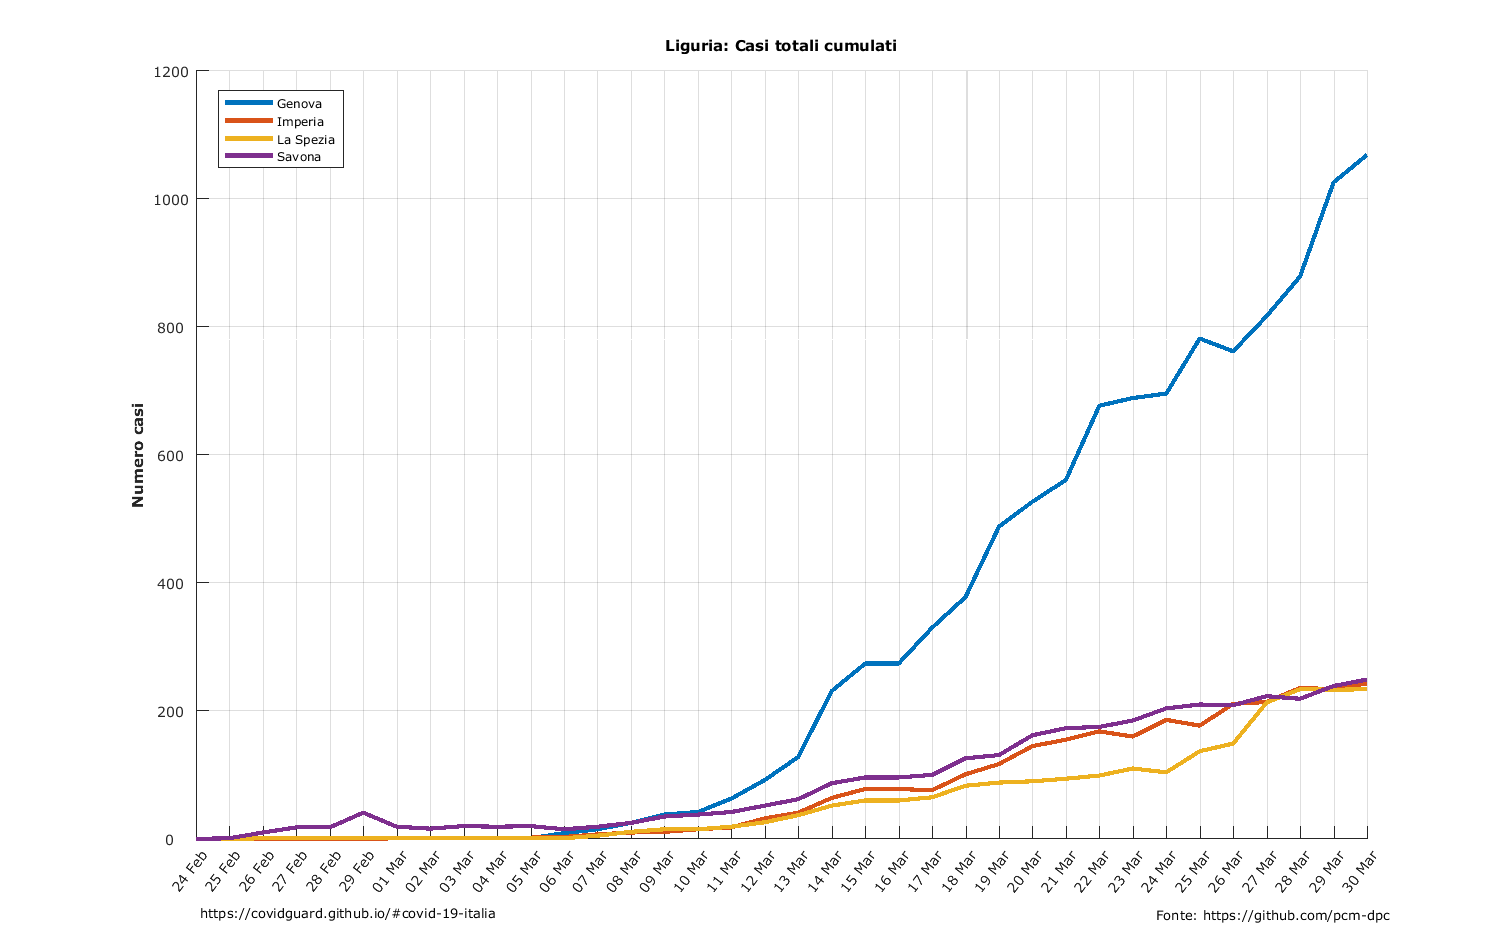 Liguria: Casi totali cumulati
Genova
Imperia
La Spezia
Savona
Numero casi
1200
1000
800
600
400
200
0
24 Feb
25 Feb
26 Feb
27 Feb
28 Feb
29 Feb
01 Mar
02 Mar
03 Mar
04 Mar
05 Mar
06 Mar
07 Mar
08 Mar
09 Mar
10 Mar
11 Mar
12 Mar
13 Mar
14 Mar
15 Mar
16 Mar
17 Mar
18 Mar
19 Mar
20 Mar
21 Mar
22 Mar
23 Mar
24 Mar
25 Mar
26 Mar
27 Mar
28 Mar
29 Mar
30 Mar
https://covidguard.github.io/#covid-19-italia
Fonte: https://github.com/pcm-dpc